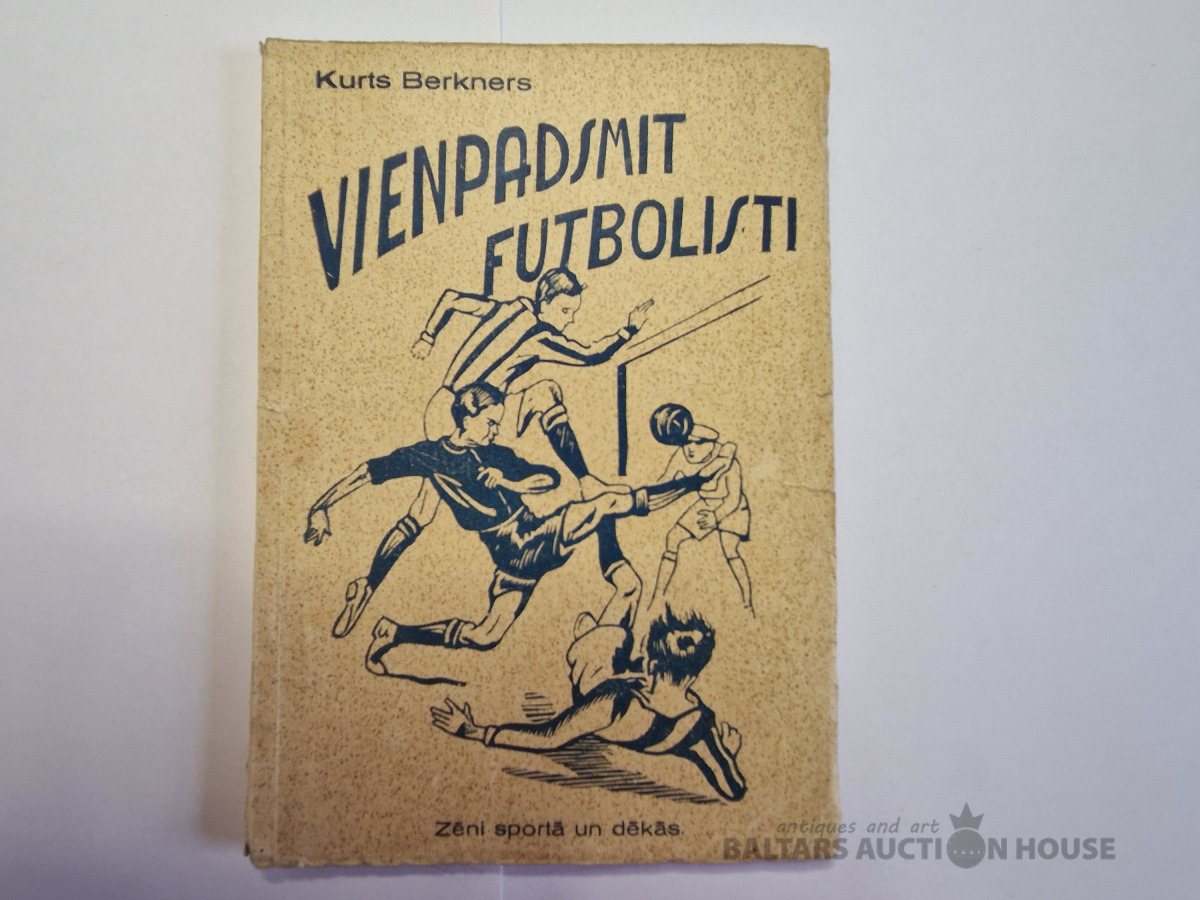 Kurts Berkners
VIENPADSMIT
FUTBOLISTI
Zēni sportā un dēkās.
antiques and art
BALTARS AUCTION HOUSE